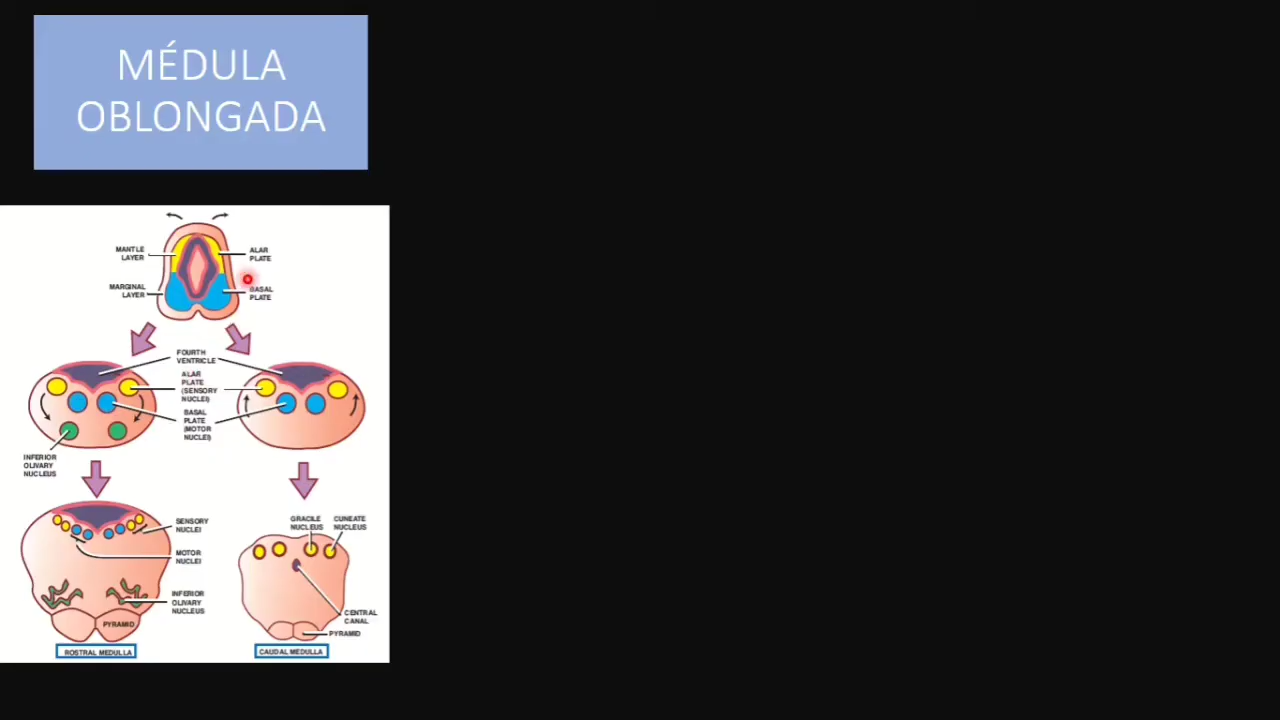 MÉDULA
OBLONGADA
MANTLE
LAYER
ALAR
PLATE
MARGINAL
LAYER
BASAL
PLATE
FOURTH
VENTRICLE
ALAR
PLATE
(SENSORY
NUCLEI)
BASAL
PLATE
(MOTOR
NUCLEI)
INFERIOR
OLIVARY
NUCLEUS
SENSORY
NUCLEI
MOTOR
NUCLEI
INFERIOR
OLIVARY
NUCLEUS
PYRAMID
ROSTRAL MEDULLA
GRACILE
NUCLEUS
CUNEATE
NUCLEUS
CENTRAL
CANAL
PYRAMID
CAUDAL MEDULLA